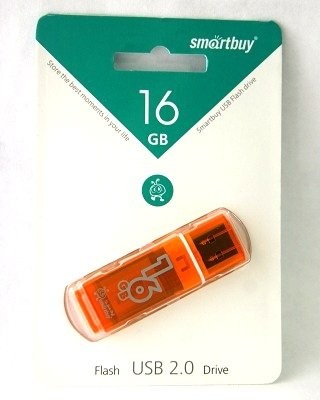 smartbuy
Store the best moments in your life
Smartbuy USB Flash drive
16
GB
16
GB
Flash USB 2.0 Drive